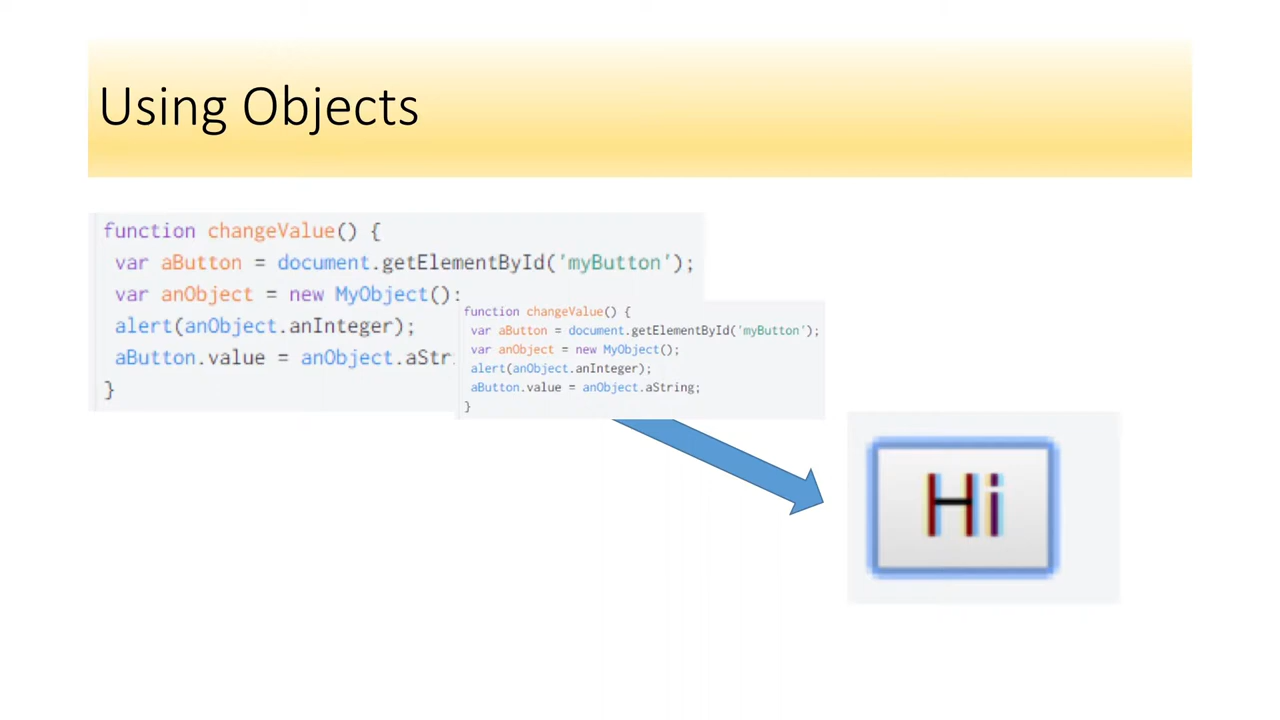 Using Objects
function changeValue() {
var aButton = document.getElementById('myButton');
var anObject = new MyObject();
alert(anObject.anInteger);
aButton.value = anObject.aStr
}
function changeValue() {
var aButton = document.getElementById('myButton');
var anObject = new MyObject();
alert(anObject.anInteger);
aButton.value = anObject.aString;
}
Hi